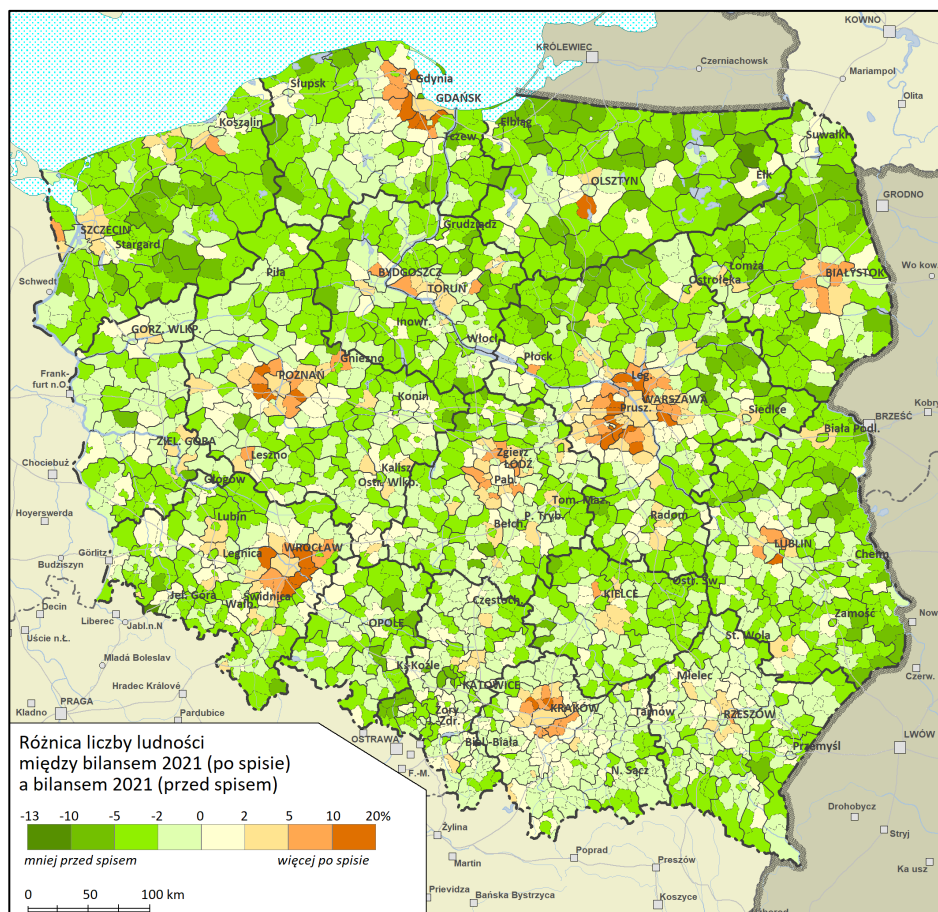 KOWNO
KRÓLEWIEC
Czerniachowsk
Mariampol
Olita
Gdynia
Słupsk
GDAŃSK
Koszalin
Elbląg
Tczew
Suwałki
OLSZTYN
Ełk
GRODNO
SZCZECIN
Stargard
Grudziądz
Łomża
Piła
BYDGOSZCZ
Ostrołęka
BIAŁYSTOK
Wo kow
Schwedt
TORUŃ
Inowr.
GORZ. WLKP.
Włocł
Płock
Gniezno
Frank-
furt n.O.
POZNAŃ
Leg.
WARSZAWA
Konin
Prusz.
Siedlce
Kobry
BRZEŚĆ
Biała Podl.
ZIEL. GÓRA
Leszno
Zgierz
Chociebuż
Kalisz
ŁÓDŹ
Głogów
Ostr. Wlkp.
Pab.
Tom. Maz.
Hoyerswerda
Lubin
P. Tryb.
Radom
Bełch.
Görlitz
Legnica
WROCŁAW
LUBLIN
Chełm
Budziszyn
Jel. Góra
Świdnica
Wałb.
Częstoch.
KIELCE
Ostr. Św.
Decin
Liberec
Jabl.n.N
OPOLE
Zamość
Now
Uście n.Ł.
St. Wola
Mladá Boleslav
K.-Koźle
Mielec
Czerw.
Hradec Králové
KATOWICE
PRAGA
Kladno
Pardubice
Żory
J.-Zdr.
KRAKÓW
Tarnów
RZESZÓW
OSTRAWA
Biel.-Biała
Przemyśl
LWÓW
F.-M.
N. Sącz
Różnica liczby ludności
między bilansem 2021 (po spisie)
a bilansem 2021 (przed spisem)
-13 -10 -5 -2 0 2 5 10 20%
mniej przed spisem więcej po spisie
0 50 100 km
Drohobycz
Stryj
Żylina
Martin
Poprad
Preszów
Ka usz
Prievidza
Bańska Bystrzyca
Koszyce